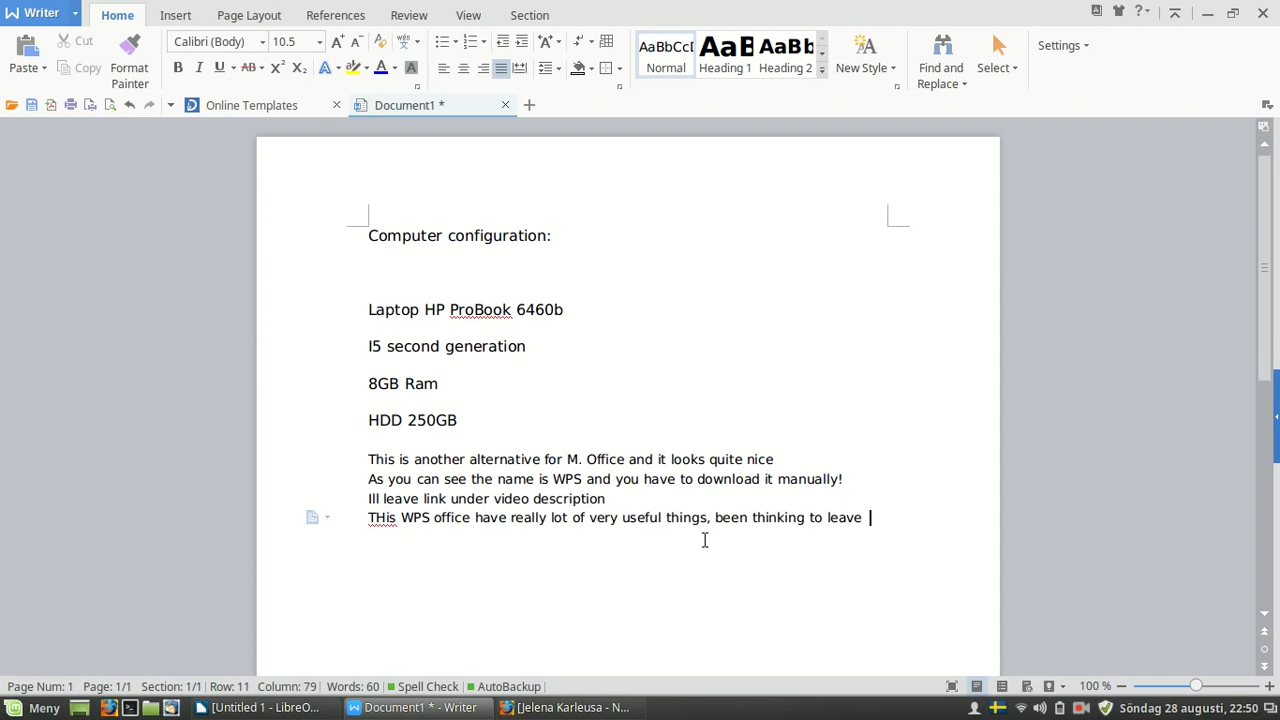 Writer
Home
Insert
Page Layout
References
Review
View
Section
Cut
Paste
Copy
Format
Painter
Calibri (Body)
10.5
AaBbCcI
Normal
AaB
Heading 1
AaBb
Heading 2
New Style
Find and
Replace
Select
Settings
Online Templates
Document1 *
Computer configuration:
Laptop HP ProBook 6460b
I5 second generation
8GB Ram
HDD 250GB
This is another alternative for M. Office and it looks quite nice
As you can see the name is WPS and you have to download it manually!
Ill leave link under video description
THis WPS office have really lot of very useful things, been thinking to leave
Page Num: 1 Page: 1/1 Section: 1/1 Row: 11 Column: 79 Words: 60 Spell Check AutoBackup
100 %
Meny
[Untitled 1 - LibreO...
Document1 * - Writer
[Jelena Karleusa - N...
Söndag 28 augusti, 22:50